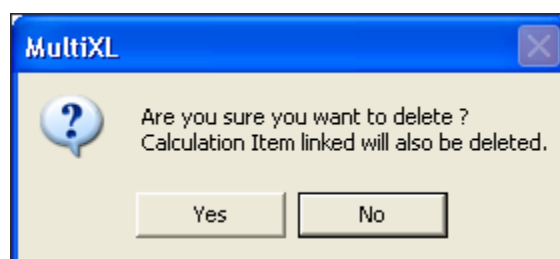 MultiXL
Are you sure you want to delete ?
Calculation Item linked will also be deleted.
Yes No